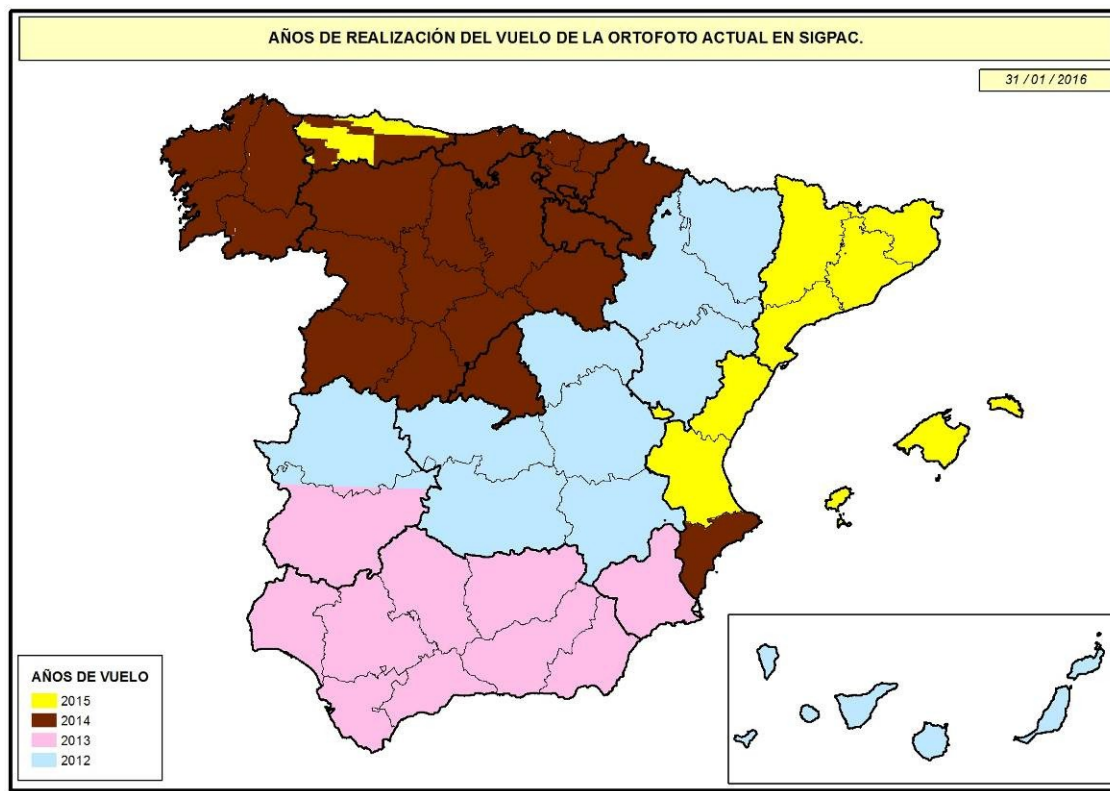 AÑOS DE REALIZACIÓN DEL VUELO DE LA ORTOFOTO ACTUAL EN SIGPAC.
31 / 01 / 2016
AÑOS DE VUELO
2015
2014
2013
2012